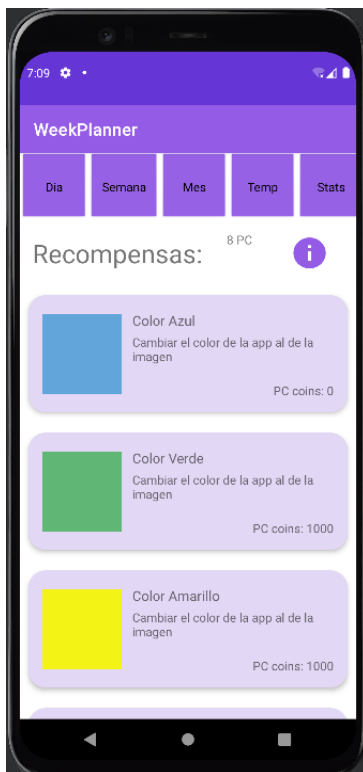 7:09
WeekPlanner
Dia Semana Mes Temp Stats
Recompensas: 8 PC
Color Azul
Cambiar el color de la app al de la
imagen
PC coins: 0
Color Verde
Cambiar el color de la app al de la
imagen
PC coins: 1000
Color Amarillo
Cambiar el color de la app al de la
imagen
PC coins: 1000